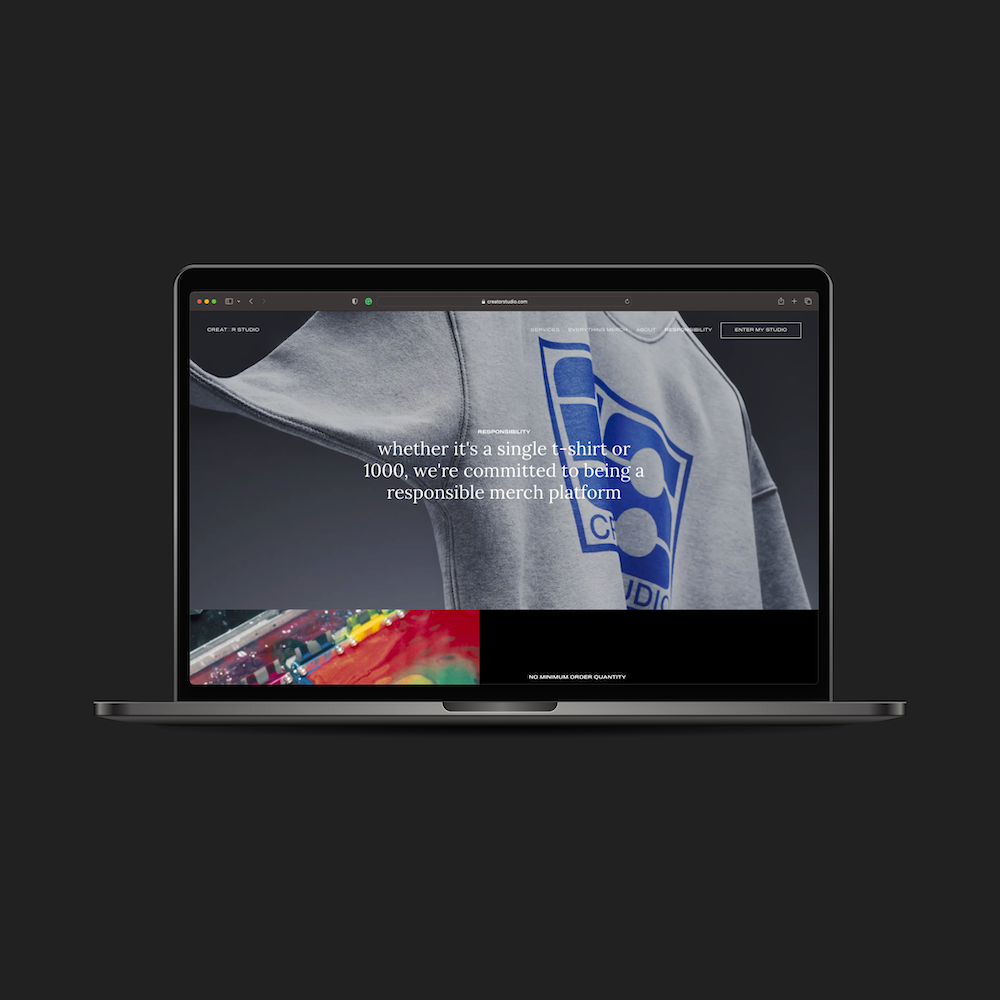 creatorstudio.com
CREAT R STUDIO
SERVICES EVERYTHING MERCH ABOUT RESPONSIBILITY ENTER MY STUDIO
RESPONSIBILITY
whether it's a single t-shirt or
1000, we're committed to being a
responsible merch platform
CR
UDIO
NO MINIMUM ORDER QUANTITY